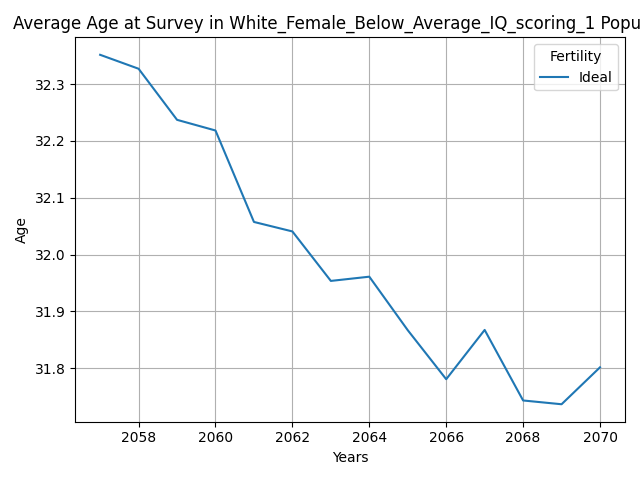 Average Age at Survey in White_Female_Below_Average_IQ_scoring_1 Popu
Fertility
Ideal
Age
32.3
32.2
32.1
32.0
31.9
31.8
2058 2060 2062 2064 2066 2068 2070
Years